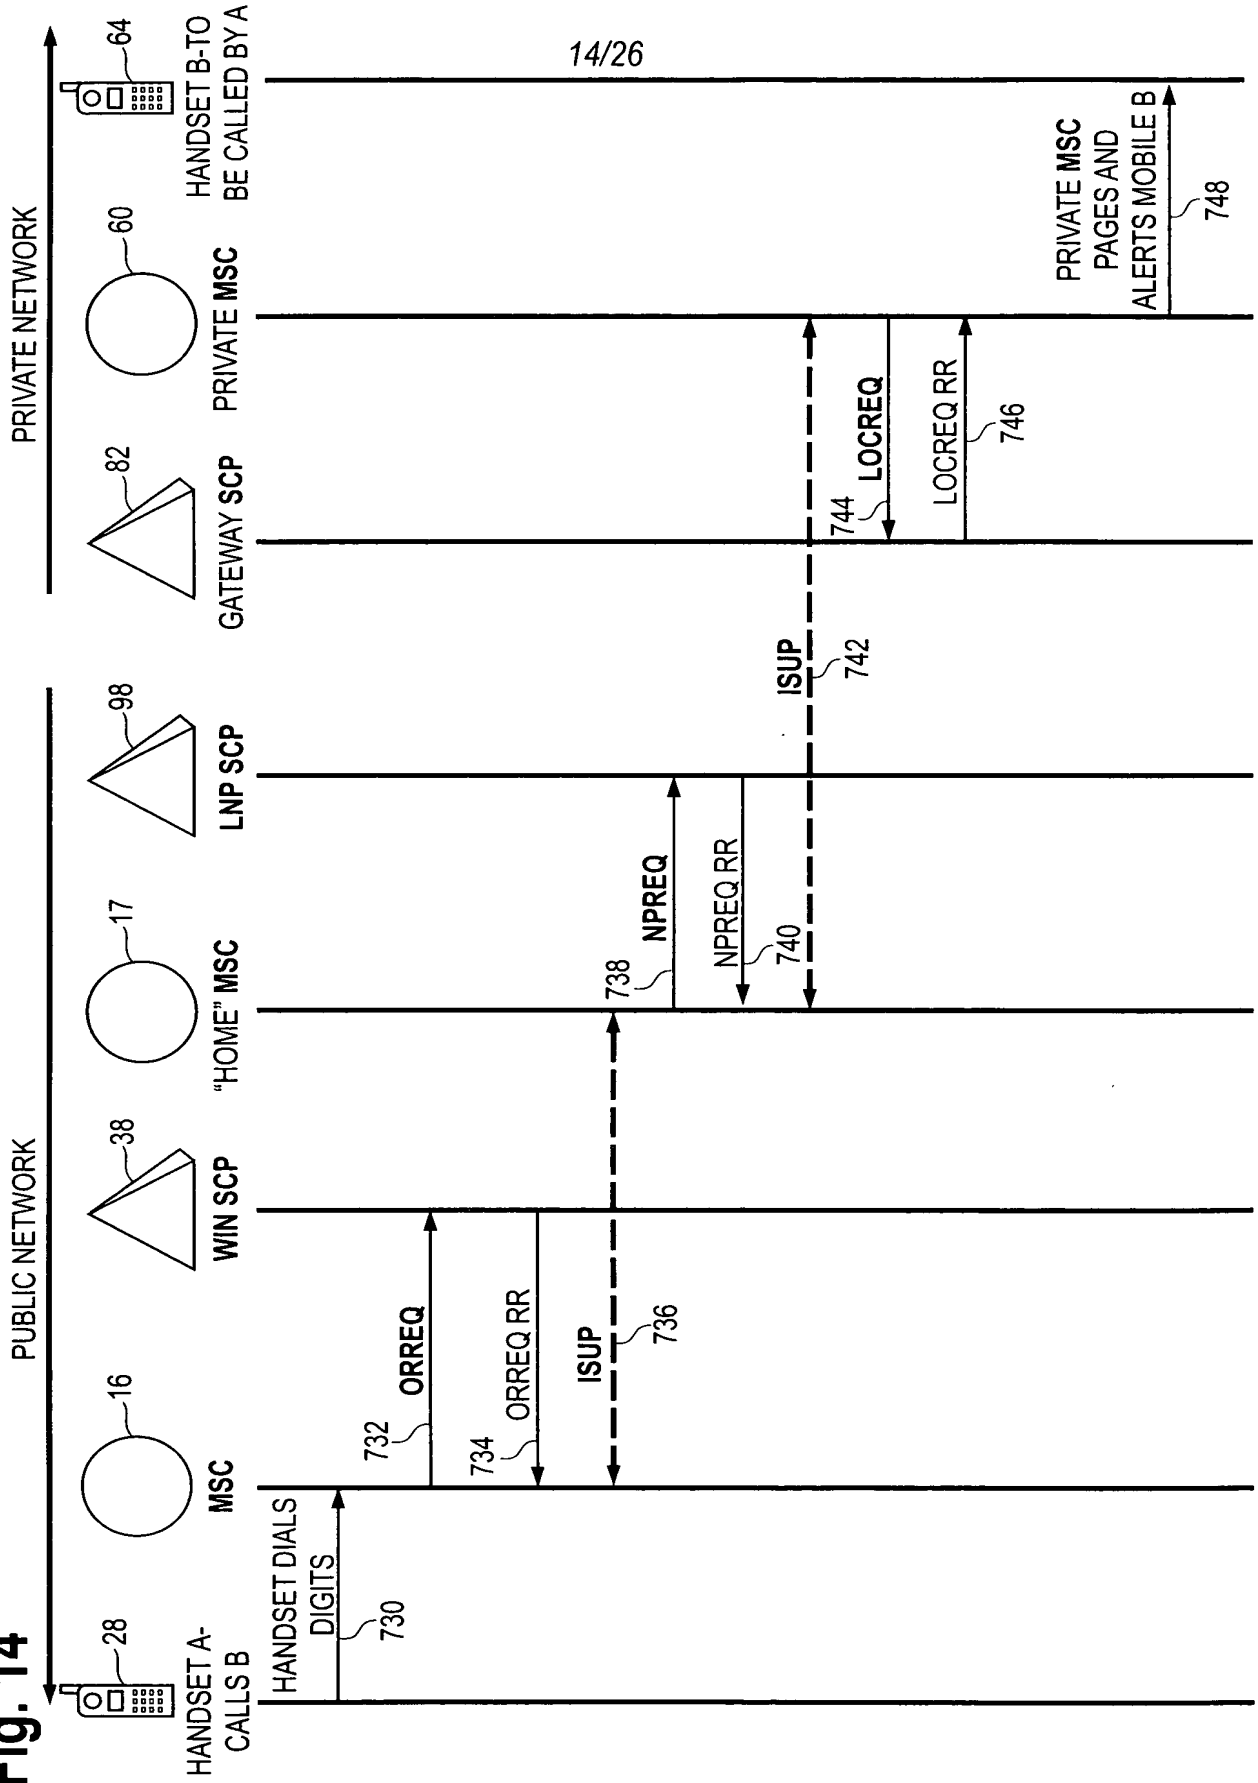 14/26
Fig. 14
PUBLIC NETWORK
PRIVATE NETWORK
28
16
38
17
98
82
60
64
HANDSET A-
CALLS B
MSC
WIN SCP
"HOME" MSC
LNP SCP
GATEWAY SCP
PRIVATE MSC
HANDSET B-TO
BE CALLED BY A
HANDSET DIALS
DIGITS
730
732
ORREQ
734
ORREQ RR
ISUP
736
738
NPREQ
NPREQ RR
740
ISUP
742
744
LOCREQ
LOCREQ RR
746
PRIVATE MSC
PAGES AND
ALERTS MOBILE B
748